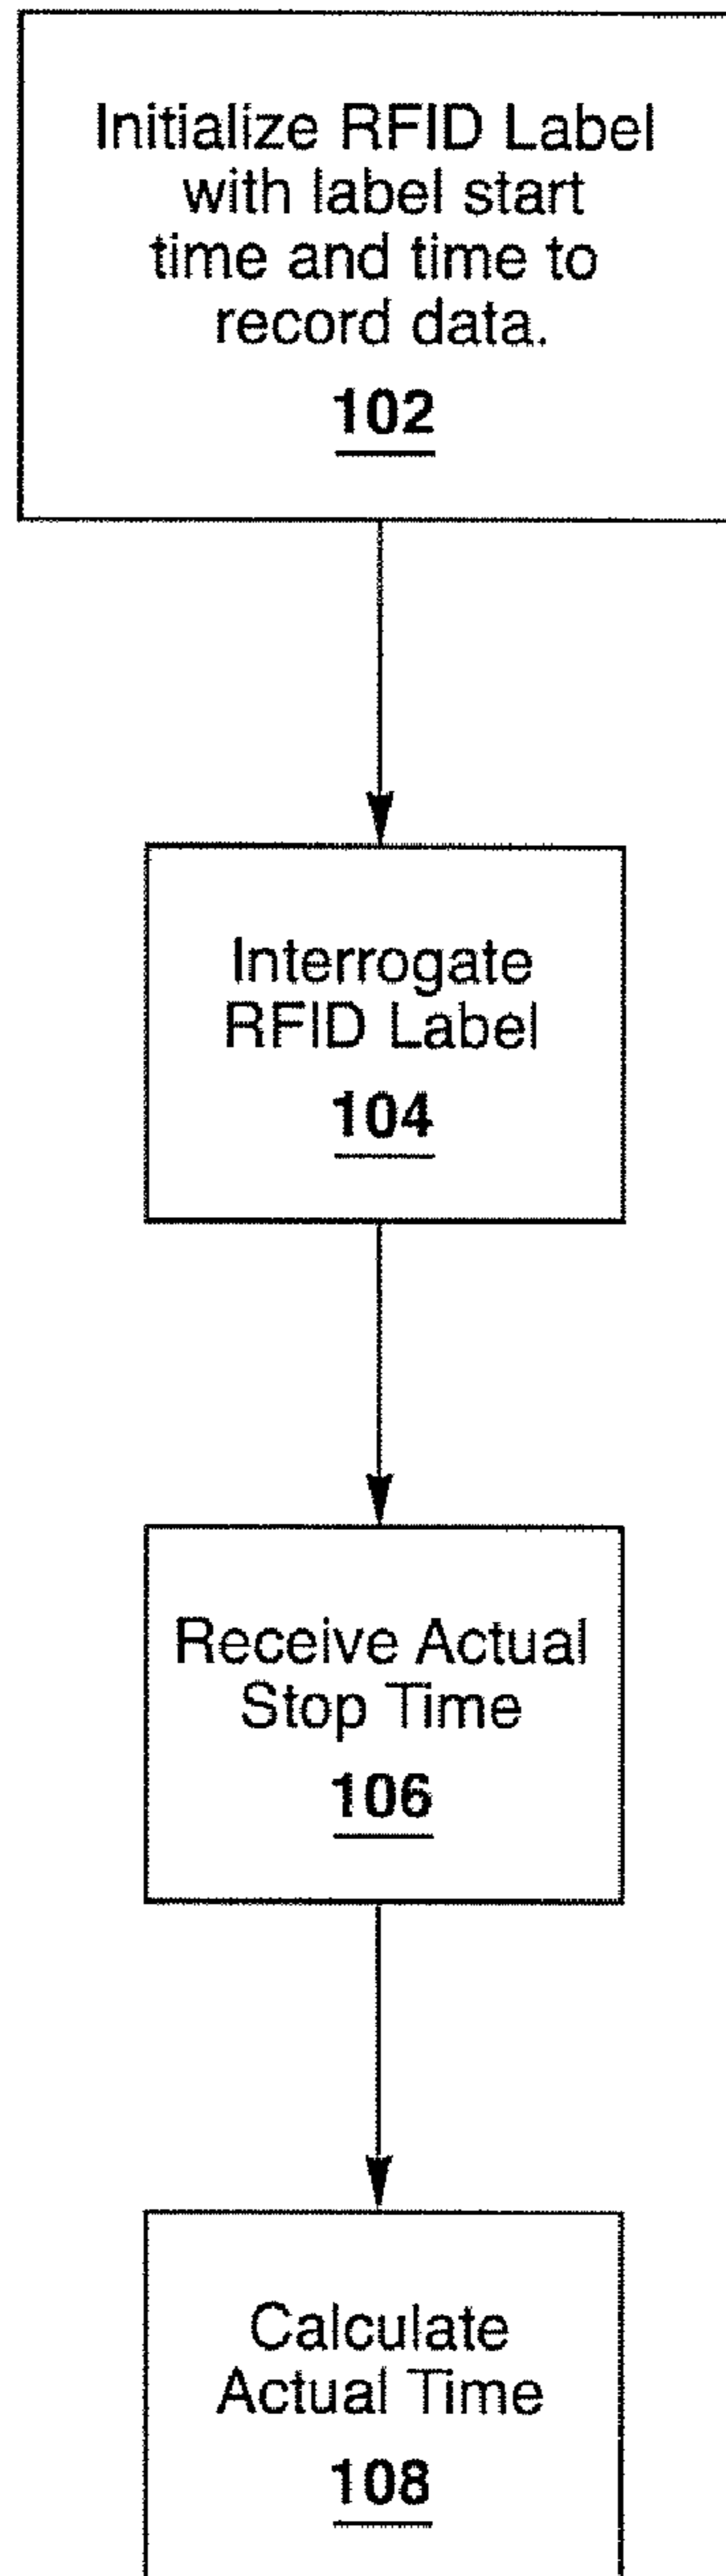 Initialize RFID Label
with label start
time and time to
record data.
102
Interrogate
RFID Label
104
Receive Actual
Stop Time
106
Calculate
Actual Time
108